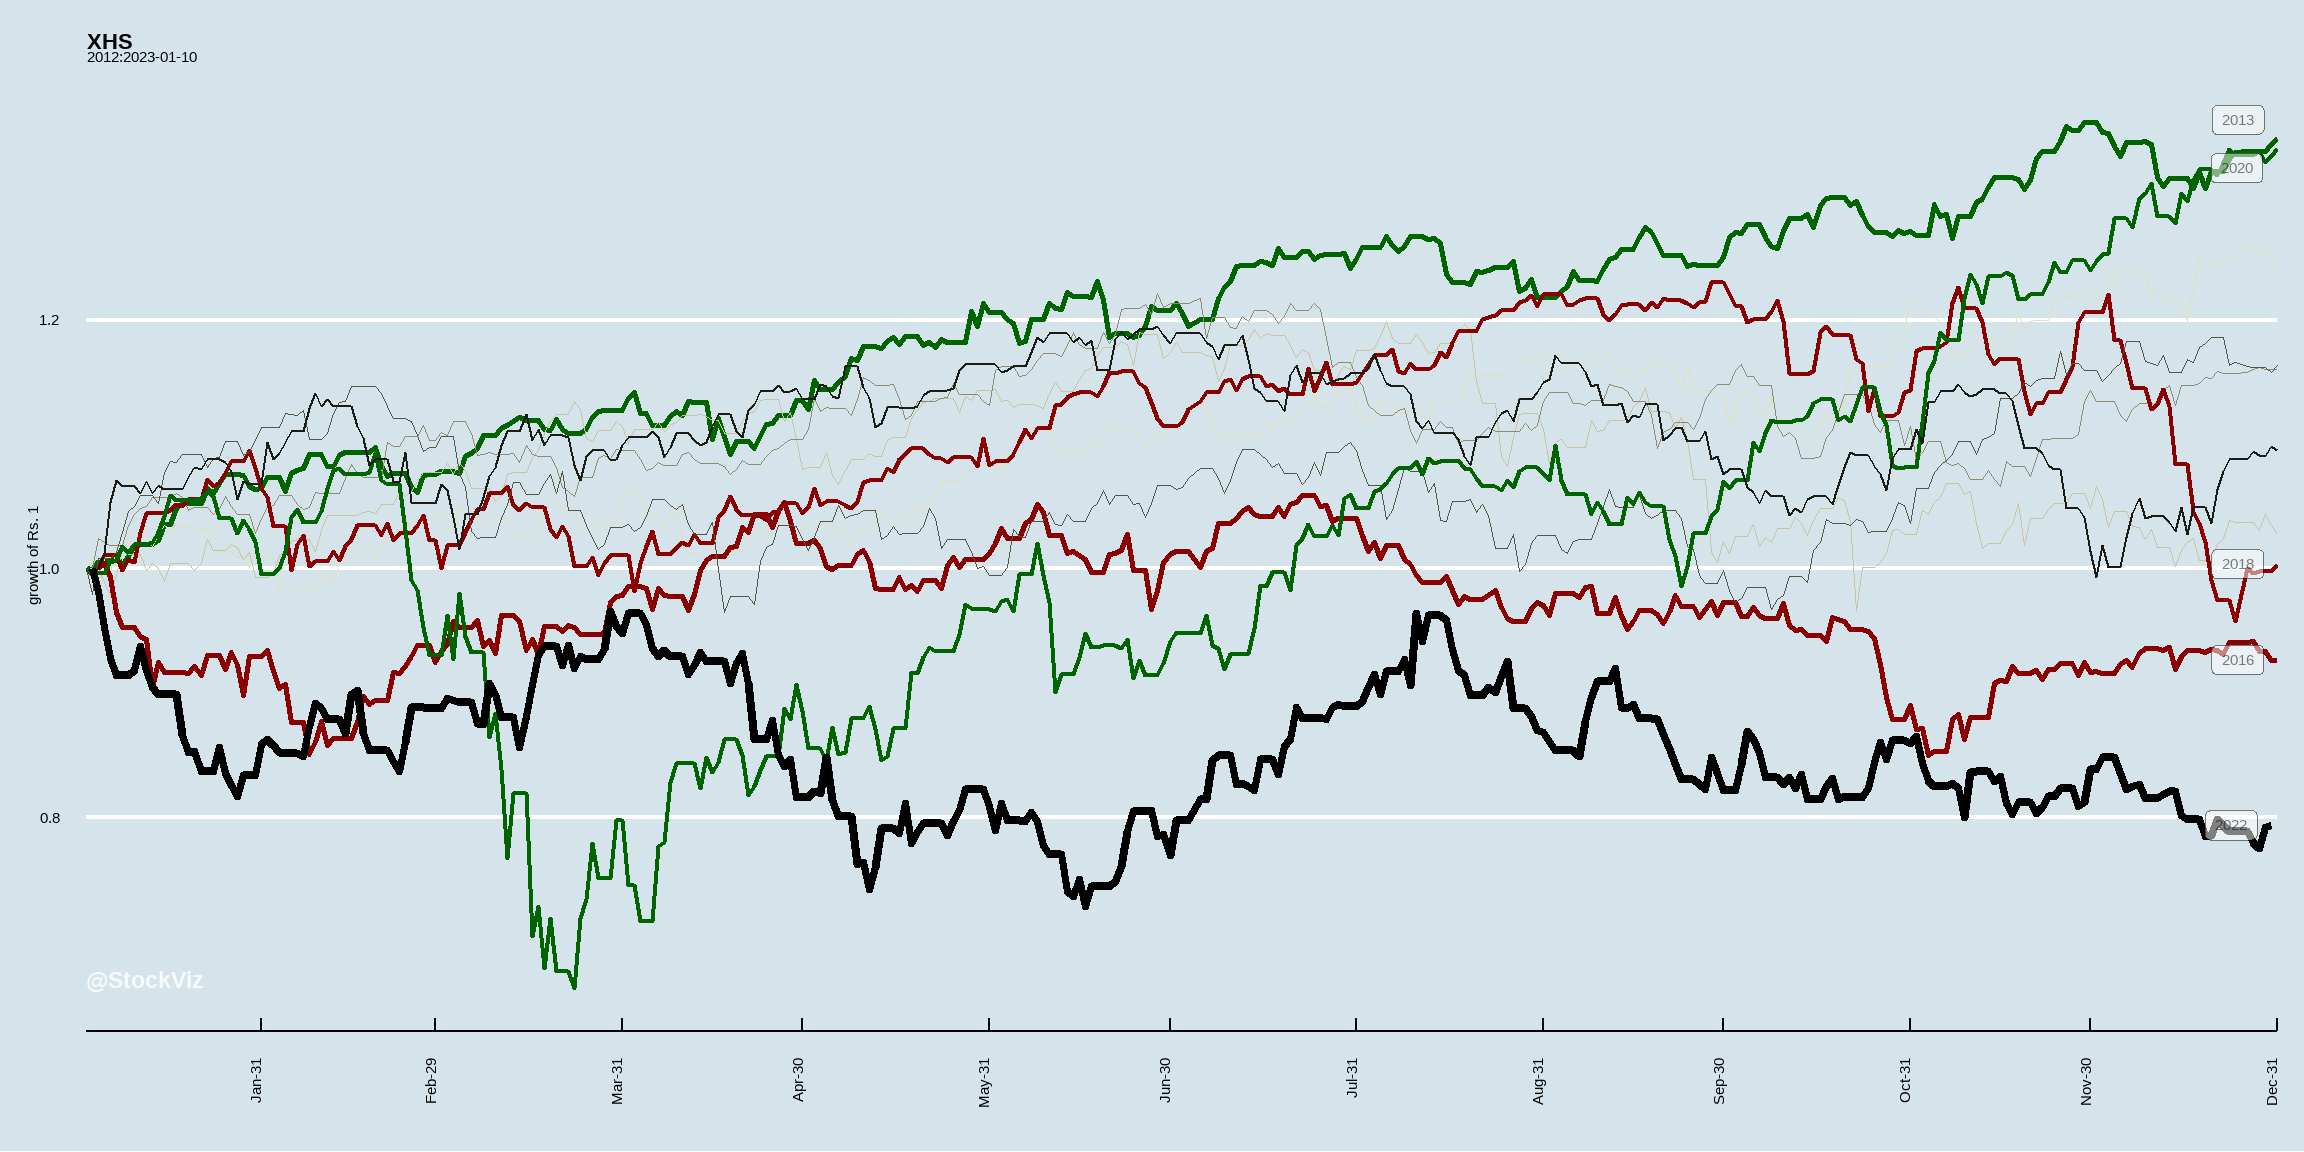 XHS
2012:2023-01-10
2013
2020
1.2
growth of Rs. 1
1.0
2018
2016
0.8
2022
@StockViz
Jan-31
Feb-29
Mar-31
Apr-30
May-31
Jun-30
Jul-31
Aug-31
Sep-30
Oct-31
Nov-30
Dec-31